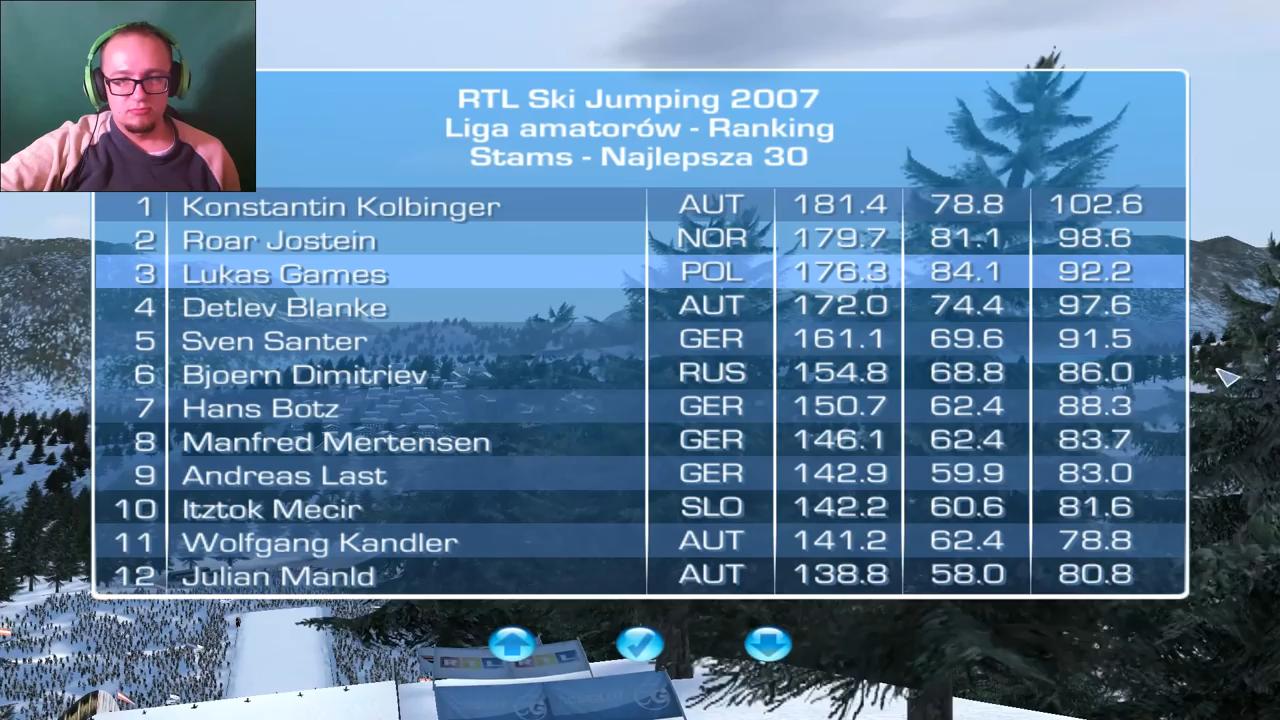 RTL Ski Jumping 2007
Liga amatorów - Ranking
Stams - Najlepsza 30
1 Konstantin Kolbinger AUT 181.4 78.8 102.6
2 Roar Jostein NOR 179.7 81.1 98.6
3 Lukas Games POL 176.3 84.1 92.2
4 Detlev Blanke AUT 172.0 74.4 97.6
5 Sven Santer GER 161.1 69.6 91.5
6 Bjoern Dimitriev RUS 154.8 68.8 86.0
7 Hans Botz GER 150.7 62.4 88.3
8 Manfred Mertensen GER 146.1 62.4 83.7
9 Andreas Last GER 142.9 59.9 83.0
10 Itztok Mecir SLO 142.2 60.6 81.6
11 Wolfgang Kandler AUT 141.2 62.4 78.8
12 Julian Manld AUT 138.8 58.0 80.8
RTL RTL